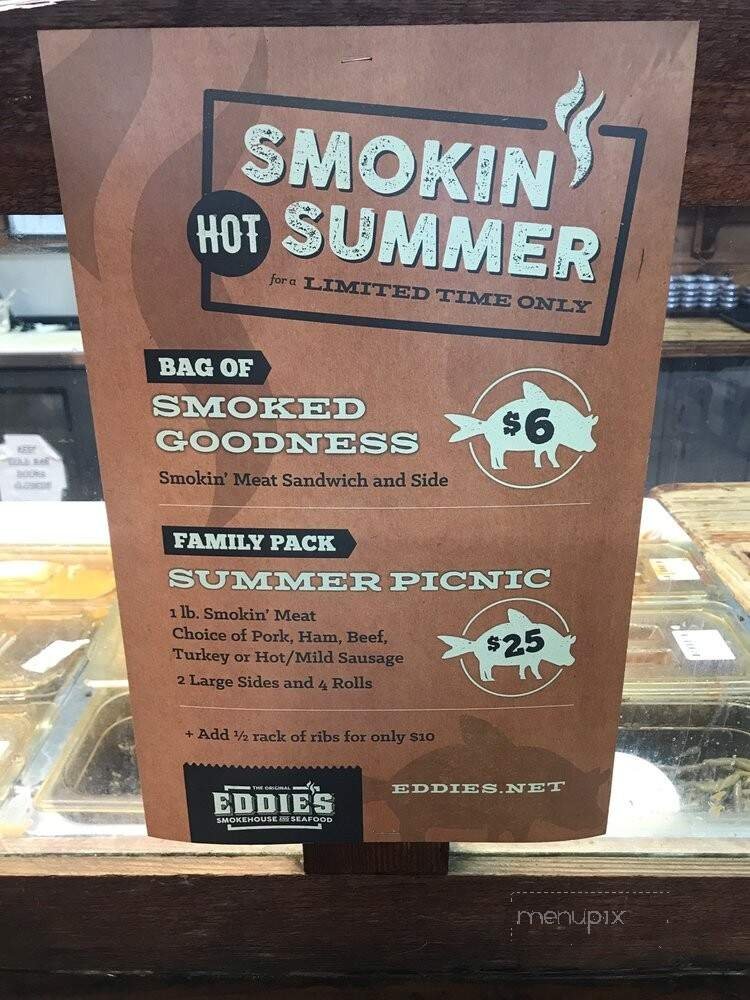 SMOKIN
HOT SUMMER
for a LIMITED TIME ONLY
BAG OF
SMOKED
GOODNESS
$6
Smokin' Meat Sandwich and Side
FAMILY PACK
SUMMER PICNIC
1 lb. Smokin' Meat
Choice of Pork, Ham, Beef,
Turkey or Hot/Mild Sausage
2 Large Sides and 4 Rolls
$25
+ Add ½ rack of ribs for only $10
THE ORIGINAL
EDDIE'S
SMOKEHOUSE AND SEAFOOD
EDDIES.NET
KEEP
DOORS
CLOSED
menupix